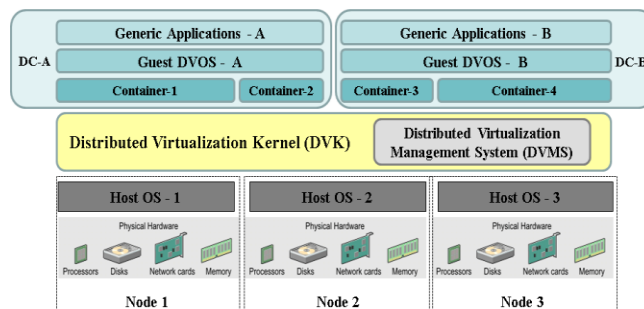 Generic Applications - A
Generic Applications - B
DC-A
Guest DVOS - A
Guest DVOS - B
DC-B
Container-1
Container-2
Container-3
Container-4
Distributed Virtualization Kernel (DVK)
Distributed Virtualization
Management System (DVMS)
Host OS - 1
Host OS - 2
Host OS - 3
Physical Hardware
Physical Hardware
Physical Hardware
Processors Disks Network cards Memory
Processors Disks Network cards Memory
Processors Disks Network cards Memory
Node 1
Node 2
Node 3